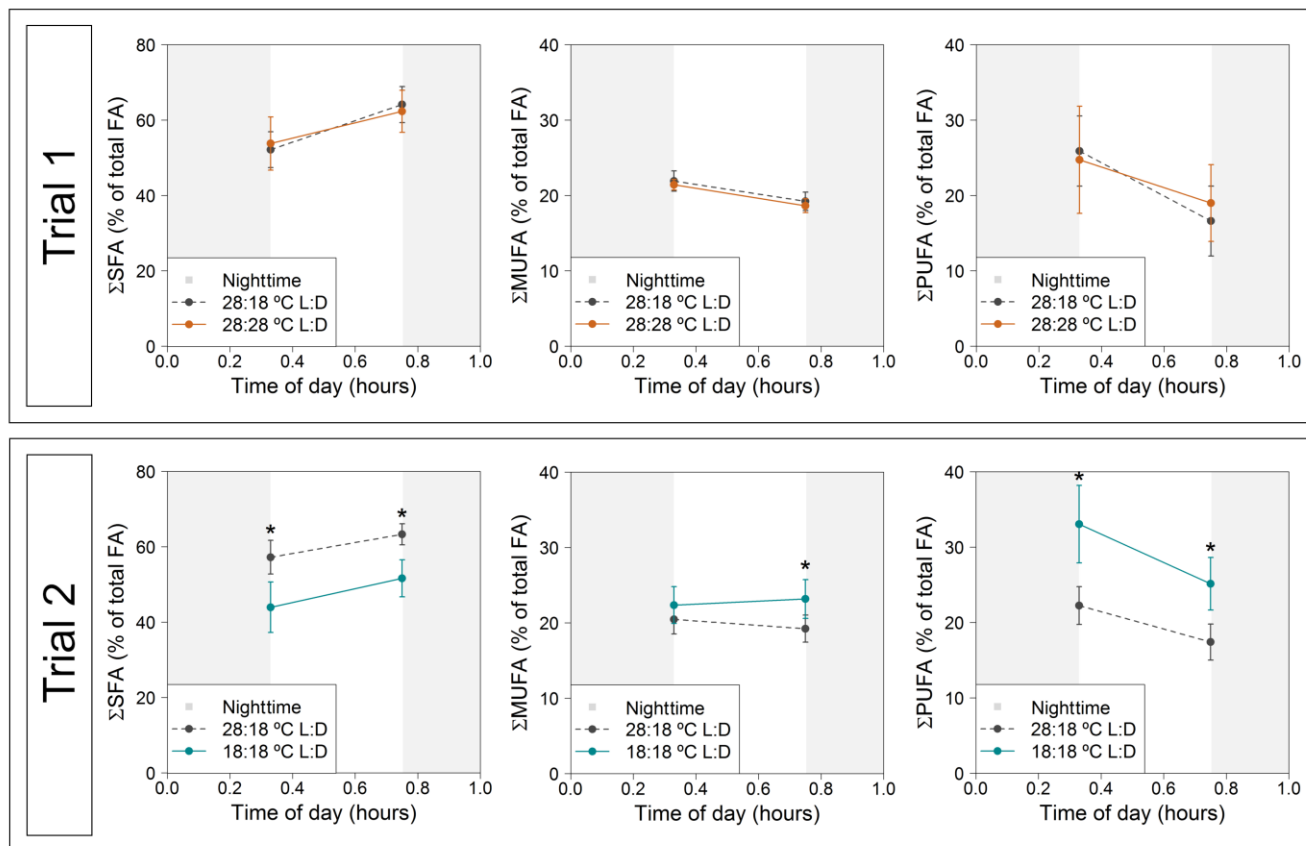 Trial 1
ΣSFA (% of total FA)
80
60
40
20
0
Nighttime
28:18 ºC L:D
28:28 ºC L:D
0.0 0.2 0.4 0.6 0.8 1.0
Time of day (hours)
ΣMUFA (% of total FA)
40
30
20
10
0
Nighttime
28:18 ºC L:D
28:28 ºC L:D
0.0 0.2 0.4 0.6 0.8 1.0
Time of day (hours)
ΣPUFA (% of total FA)
40
30
20
10
0
Nighttime
28:18 ºC L:D
28:28 ºC L:D
0.0 0.2 0.4 0.6 0.8 1.0
Time of day (hours)
Trial 2
ΣSFA (% of total FA)
80
60
40
20
0
* *
Nighttime
28:18 ºC L:D
18:18 ºC L:D
0.0 0.2 0.4 0.6 0.8 1.0
Time of day (hours)
ΣMUFA (% of total FA)
40
30
20
10
0
*
Nighttime
28:18 ºC L:D
18:18 ºC L:D
0.0 0.2 0.4 0.6 0.8 1.0
Time of day (hours)
ΣPUFA (% of total FA)
40
30
20
10
0
* *
Nighttime
28:18 ºC L:D
18:18 ºC L:D
0.0 0.2 0.4 0.6 0.8 1.0
Time of day (hours)